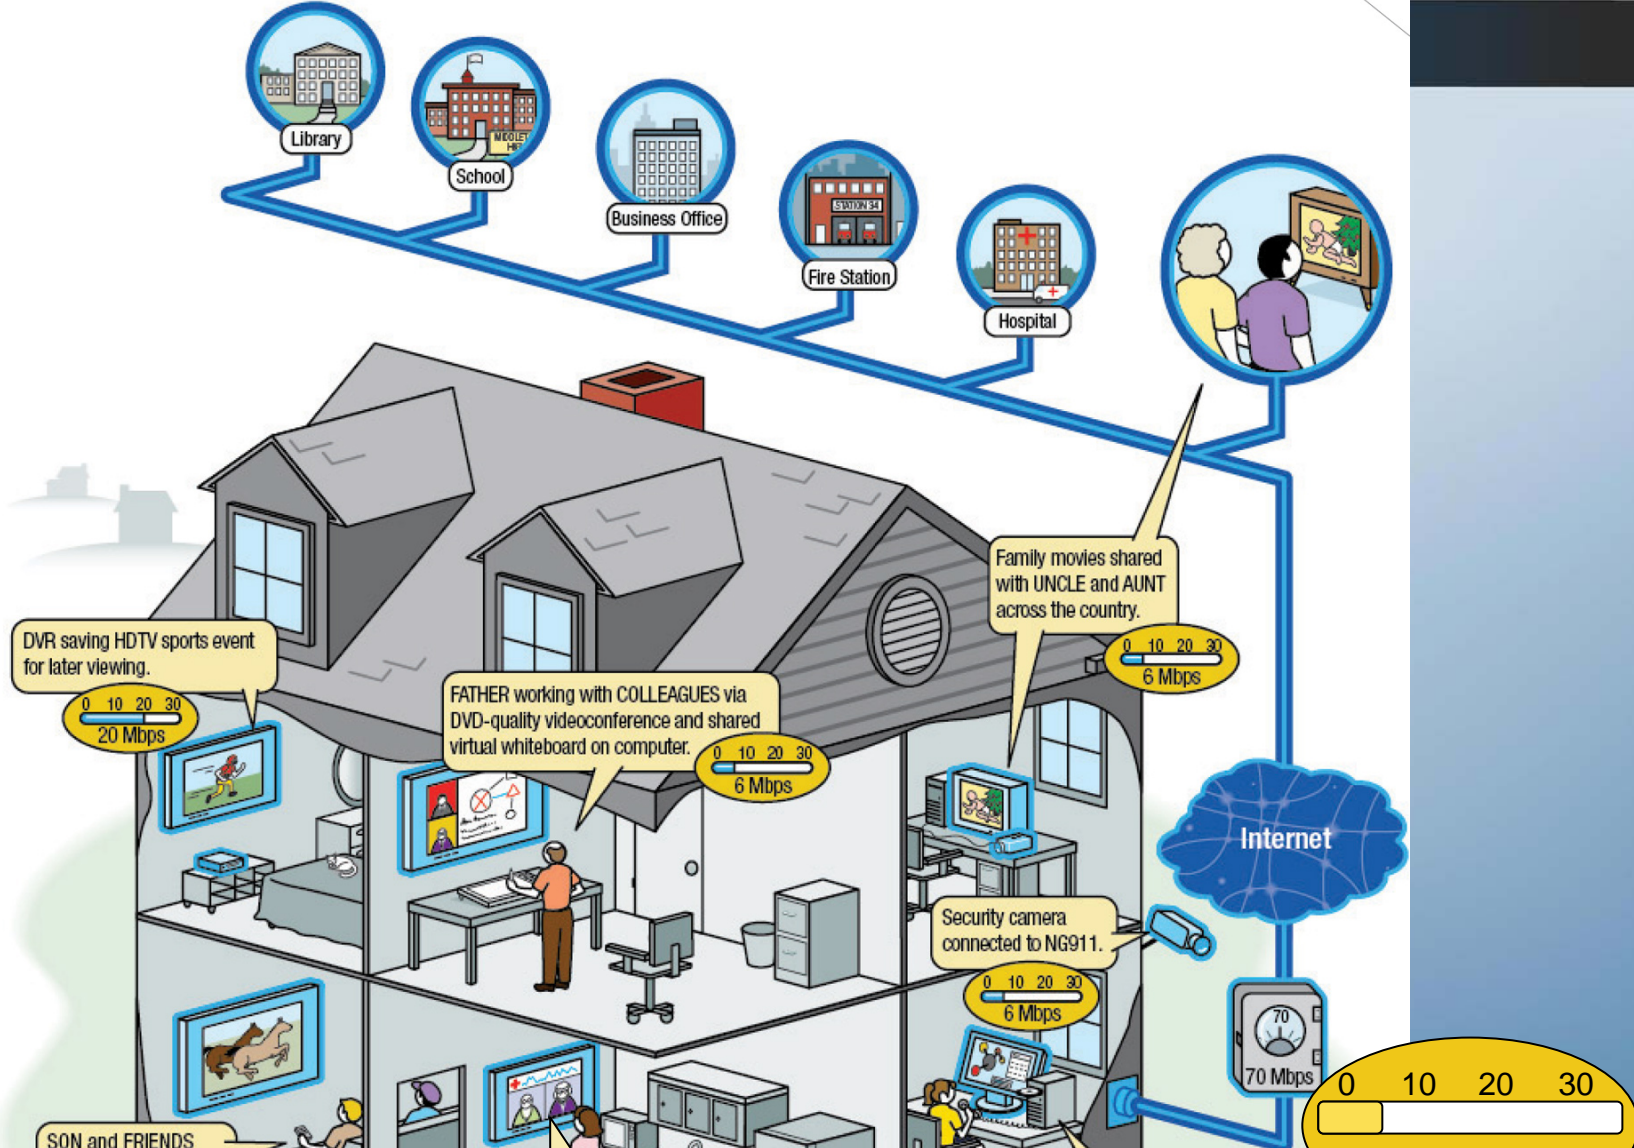 Library
MIDDLET
School
Business Office
STATION 34
Fire Station
Hospital
Family movies shared
with UNCLE and AUNT
across the country.
0 10 20 30
6 Mbps
DVR saving HDTV sports event
for later viewing.
0 10 20 30
20 Mbps
FATHER working with COLLEAGUES via
DVD-quality videoconference and shared
virtual whiteboard on computer.
0 10 20 30
6 Mbps
Internet
Security camera
connected to NG911.
0 10 20 30
6 Mbps
70
70 Mbps
0 10 20 30
SON and FRIENDS